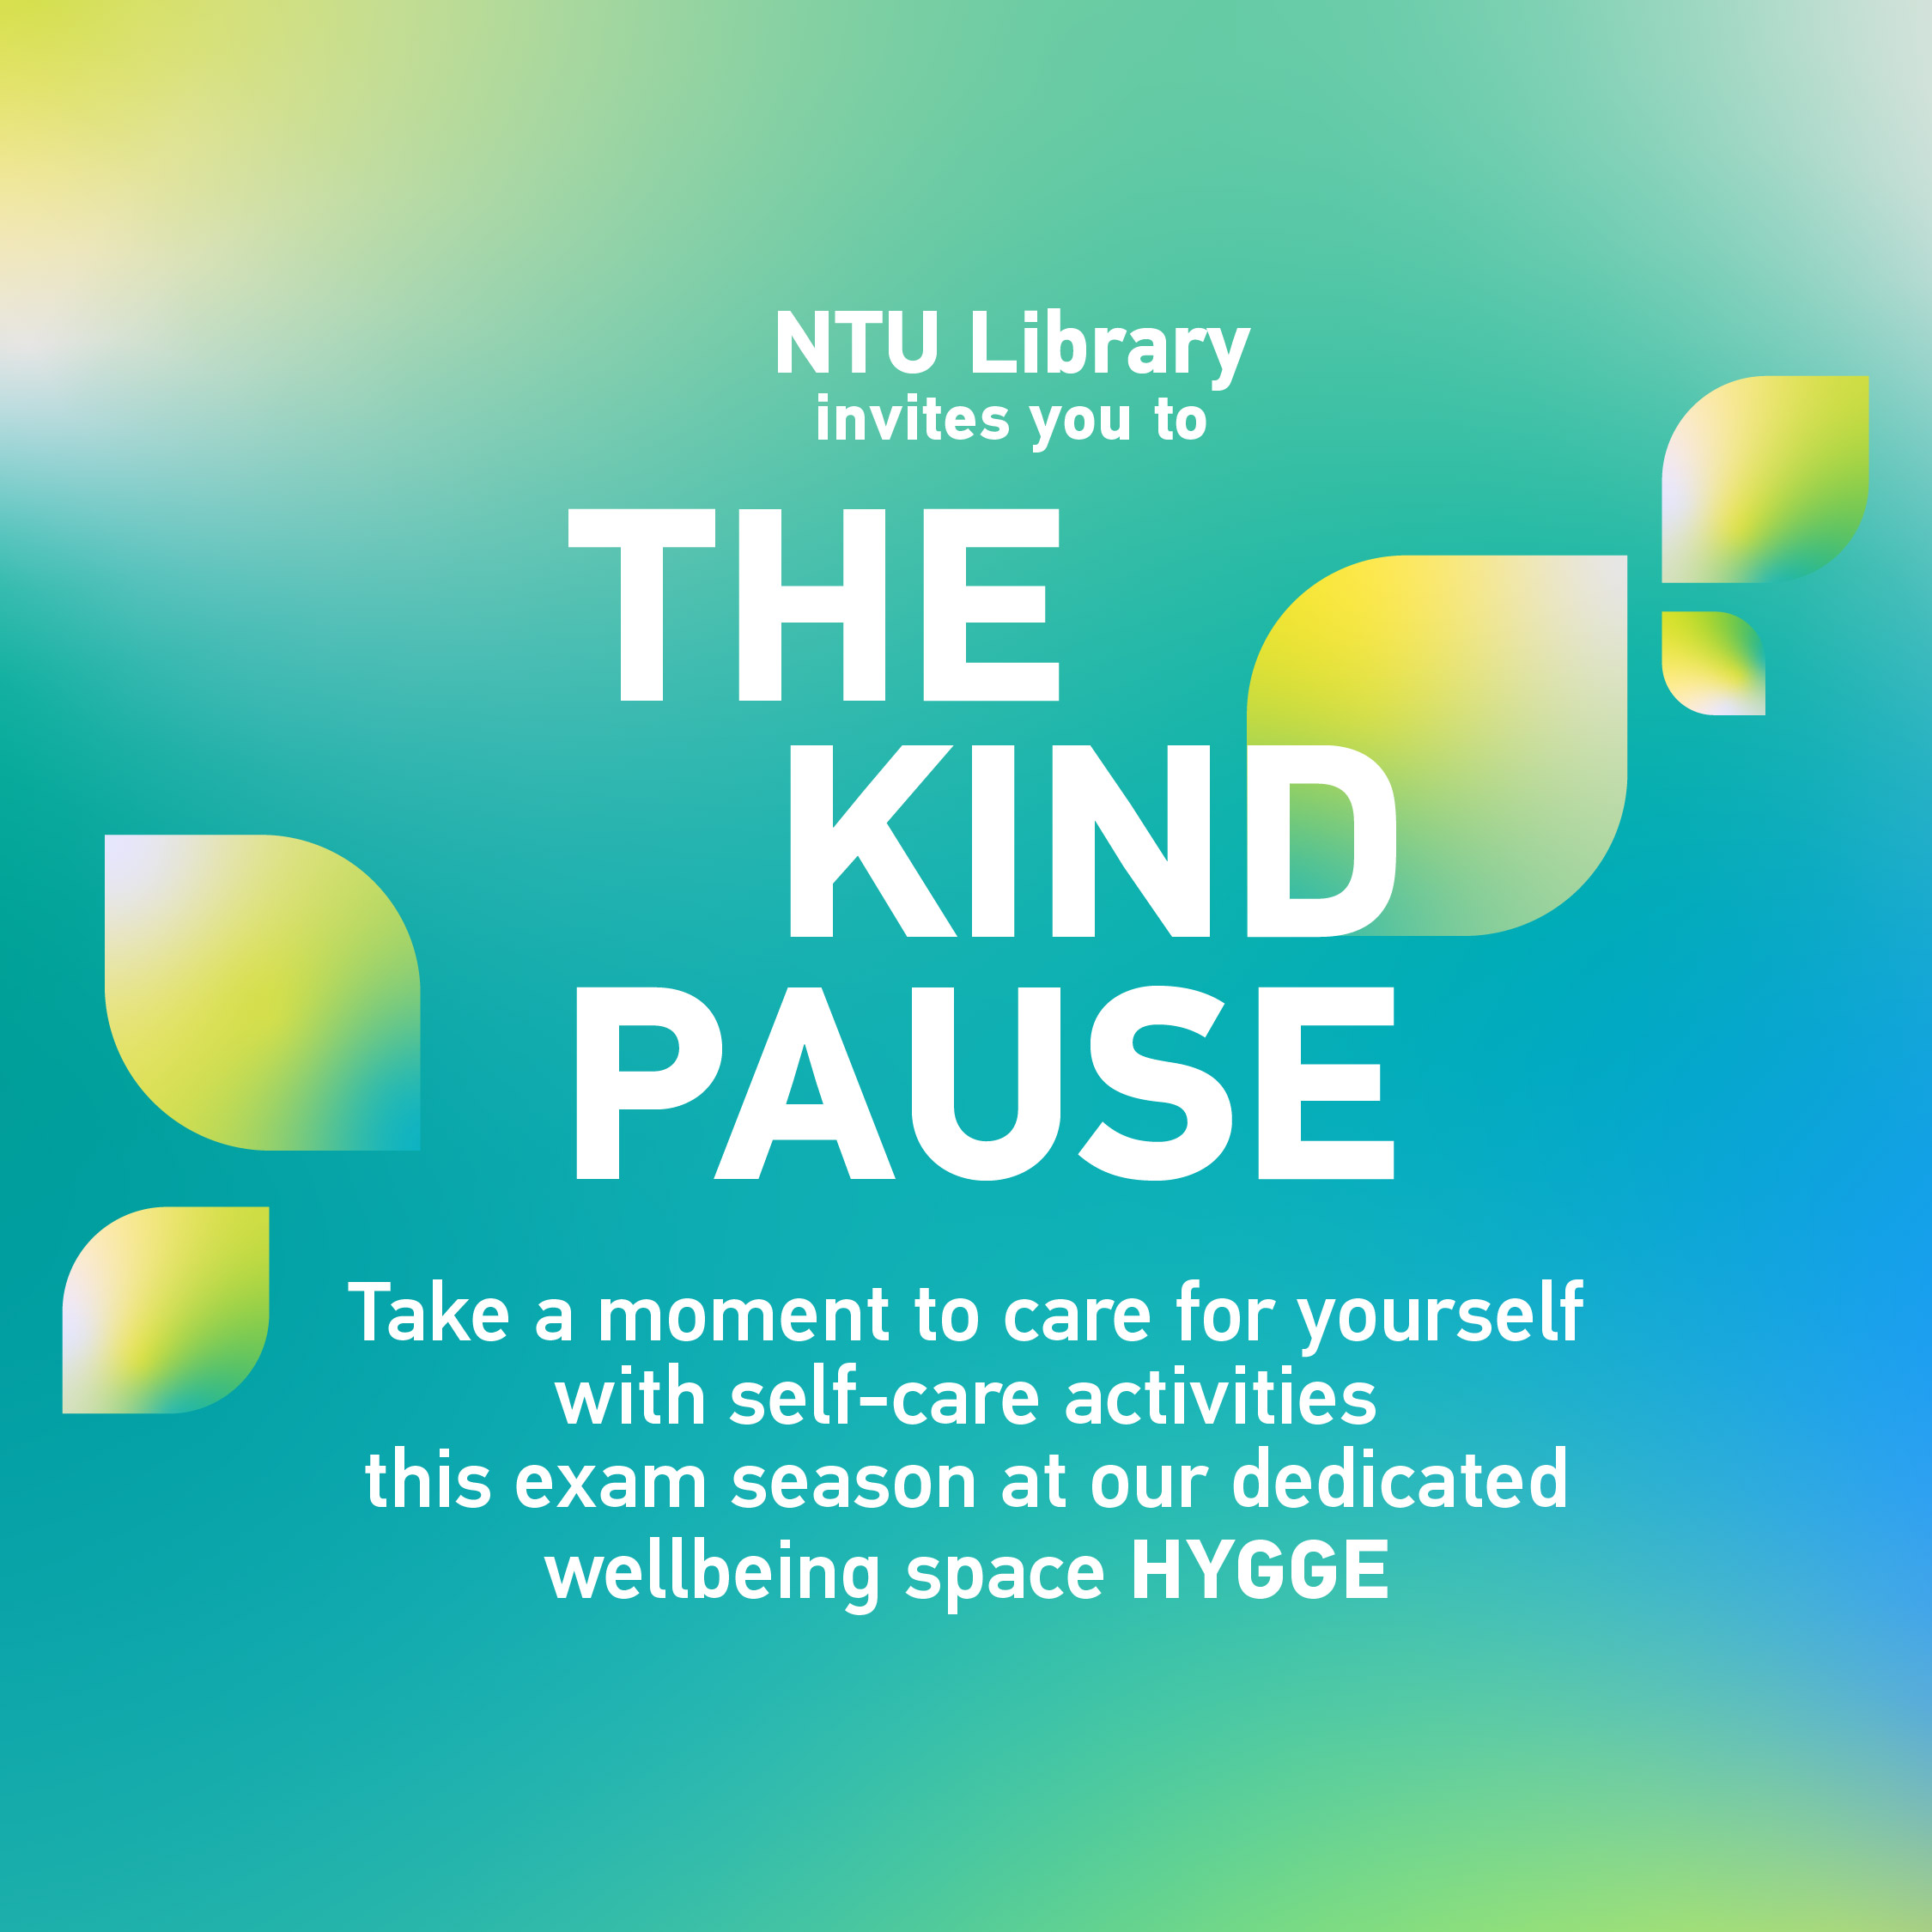 NTU Library
invites you to
THE
KIND
PAUSE
Take a moment to care for yourself
with self-care activities
this exam season at our dedicated
wellbeing space HYGGE